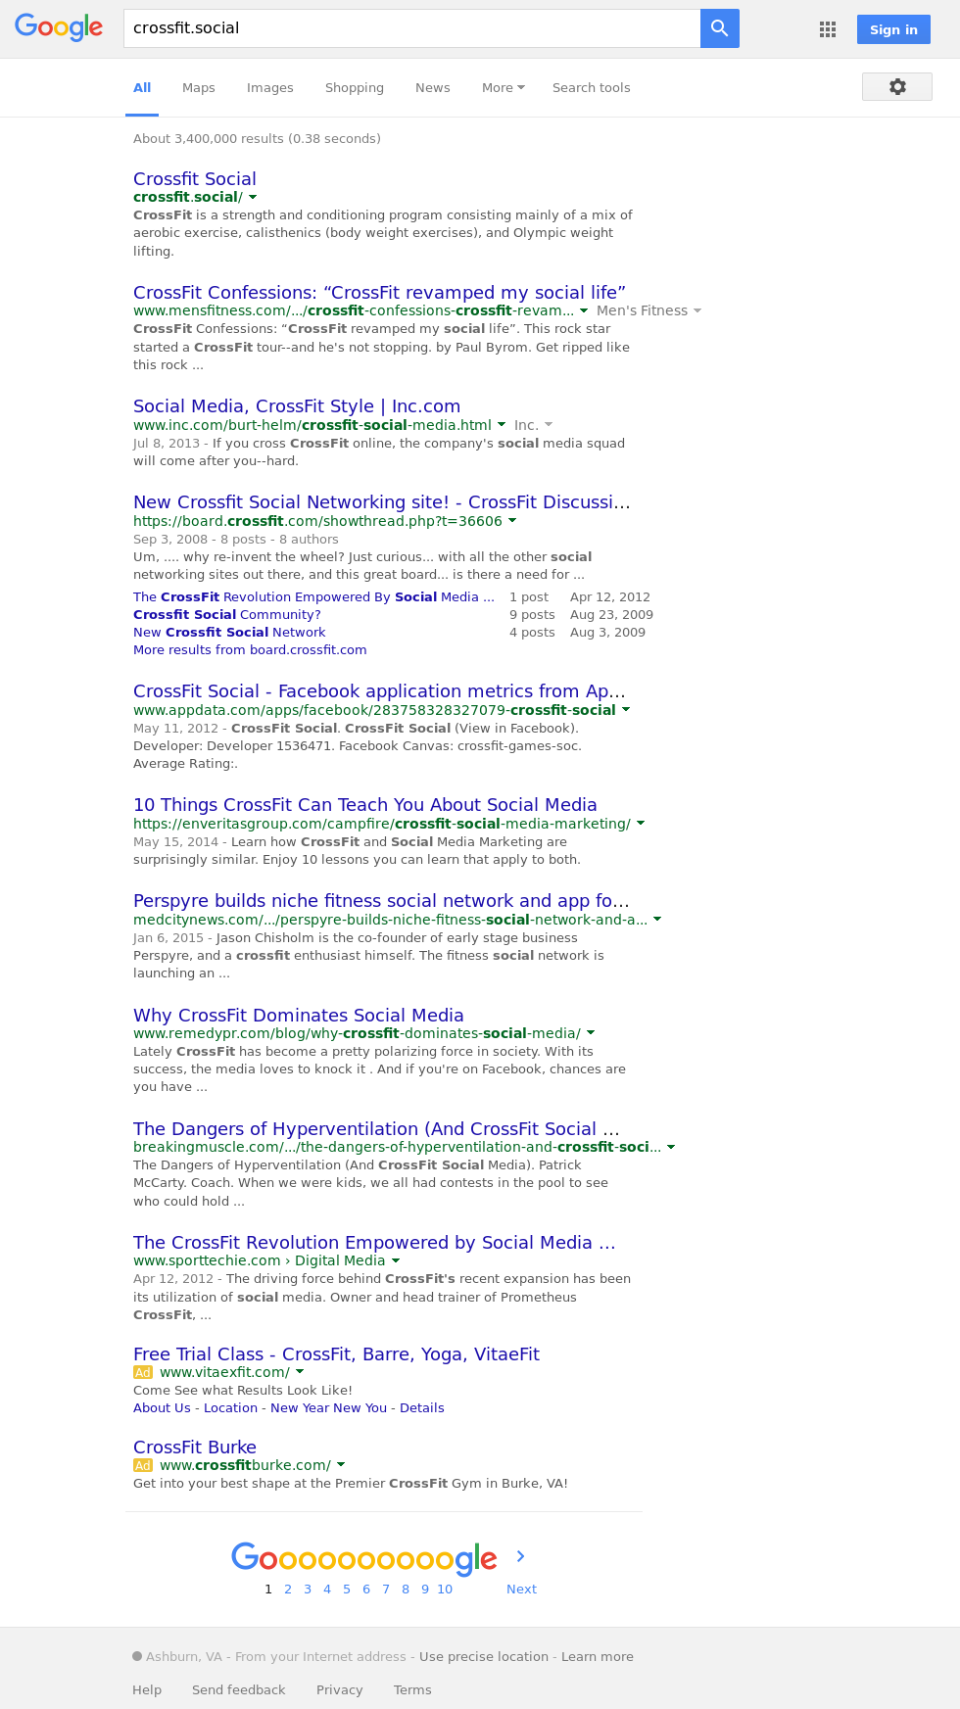 Google
crossfit.social
Sign in
All Maps Images Shopping News More Search tools
About 3,400,000 results (0.38 seconds)
Crossfit Social
crossfit.social/
CrossFit is a strength and conditioning program consisting mainly of a mix of
aerobic exercise, calisthenics (body weight exercises), and Olympic weight
lifting.
CrossFit Confessions: “CrossFit revamped my social life”
www.mensfitness.com/.../crossfit-confessions-crossfit-revam... Men's Fitness
CrossFit Confessions: “CrossFit revamped my social life”. This rock star
started a CrossFit tour--and he's not stopping. by Paul Byrom. Get ripped like
this rock ...
Social Media, CrossFit Style | Inc.com
www.inc.com/burt-helm/crossfit-social-media.html Inc.
Jul 8, 2013 - If you cross CrossFit online, the company's social media squad
will come after you--hard.
New Crossfit Social Networking site! - CrossFit Discussi...
https://board.crossfit.com/showthread.php?t=36606
Sep 3, 2008 - 8 posts - 8 authors
Um, .... why re-invent the wheel? Just curious... with all the other social
networking sites out there, and this great board... is there a need for ...
The CrossFit Revolution Empowered By Social Media ... 1 post Apr 12, 2012
Crossfit Social Community? 9 posts Aug 23, 2009
New Crossfit Social Network 4 posts Aug 3, 2009
More results from board.crossfit.com
CrossFit Social - Facebook application metrics from Ap...
www.appdata.com/apps/facebook/283758328327079-crossfit-social
May 11, 2012 - CrossFit Social. CrossFit Social (View in Facebook).
Developer: Developer 1536471. Facebook Canvas: crossfit-games-soc.
Average Rating:.
10 Things CrossFit Can Teach You About Social Media
https://enveritasgroup.com/campfire/crossfit-social-media-marketing/
May 15, 2014 - Learn how CrossFit and Social Media Marketing are
surprisingly similar. Enjoy 10 lessons you can learn that apply to both.
Perspyre builds niche fitness social network and app fo...
medcitynews.com/.../perspyre-builds-niche-fitness-social-network-and-a...
Jan 6, 2015 - Jason Chisholm is the co-founder of early stage business
Perspyre, and a crossfit enthusiast himself. The fitness social network is
launching an ...
Why CrossFit Dominates Social Media
www.remedypr.com/blog/why-crossfit-dominates-social-media/
Lately CrossFit has become a pretty polarizing force in society. With its
success, the media loves to knock it . And if you're on Facebook, chances are
you have ...
The Dangers of Hyperventilation (And CrossFit Social ...
breakingmuscle.com/.../the-dangers-of-hyperventilation-and-crossfit-soci...
The Dangers of Hyperventilation (And CrossFit Social Media). Patrick
McCarty. Coach. When we were kids, we all had contests in the pool to see
who could hold ...
The CrossFit Revolution Empowered by Social Media ...
www.sporttechie.com › Digital Media
Apr 12, 2012 - The driving force behind CrossFit's recent expansion has been
its utilization of social media. Owner and head trainer of Prometheus
CrossFit, ...
Free Trial Class - CrossFit, Barre, Yoga, VitaeFit
Ad www.vitaexfit.com/
Come See what Results Look Like!
About Us - Location - New Year New You - Details
CrossFit Burke
Ad www.crossfitburke.com/
Get into your best shape at the Premier CrossFit Gym in Burke, VA!
Goooooooooogle
1 2 3 4 5 6 7 8 9 10 Next
Ashburn, VA - From your Internet address - Use precise location - Learn more
Help Send feedback Privacy Terms